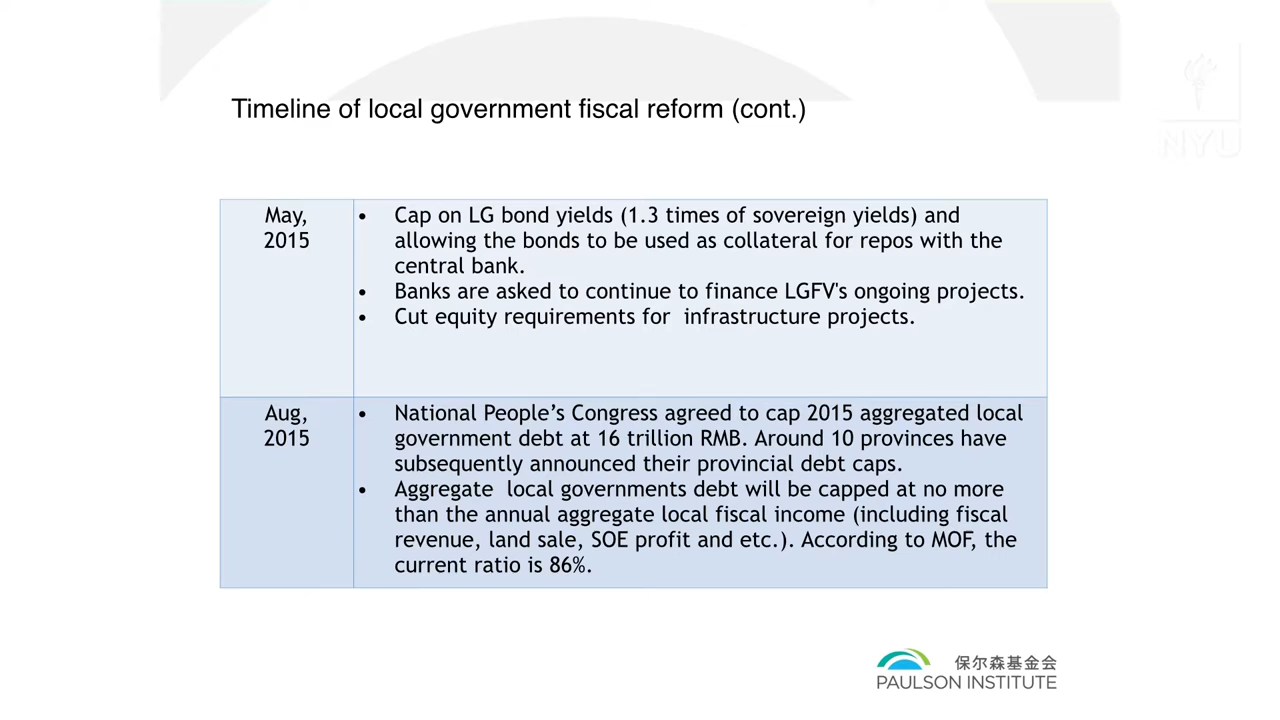 NYU
Timeline of local government fiscal reform (cont.)
May,
2015
• Cap on LG bond yields (1.3 times of sovereign yields) and
allowing the bonds to be used as collateral for repos with the
central bank.
• Banks are asked to continue to finance LGFV's ongoing projects.
• Cut equity requirements for  infrastructure projects.
Aug,
2015
• National People’s Congress agreed to cap 2015 aggregated local
government debt at 16 trillion RMB. Around 10 provinces have
subsequently announced their provincial debt caps.
• Aggregate  local governments debt will be capped at no more
than the annual aggregate local fiscal income (including fiscal
revenue, land sale, SOE profit and etc.). According to MOF, the
current ratio is 86%.
保尔森基金会
PAULSON INSTITUTE